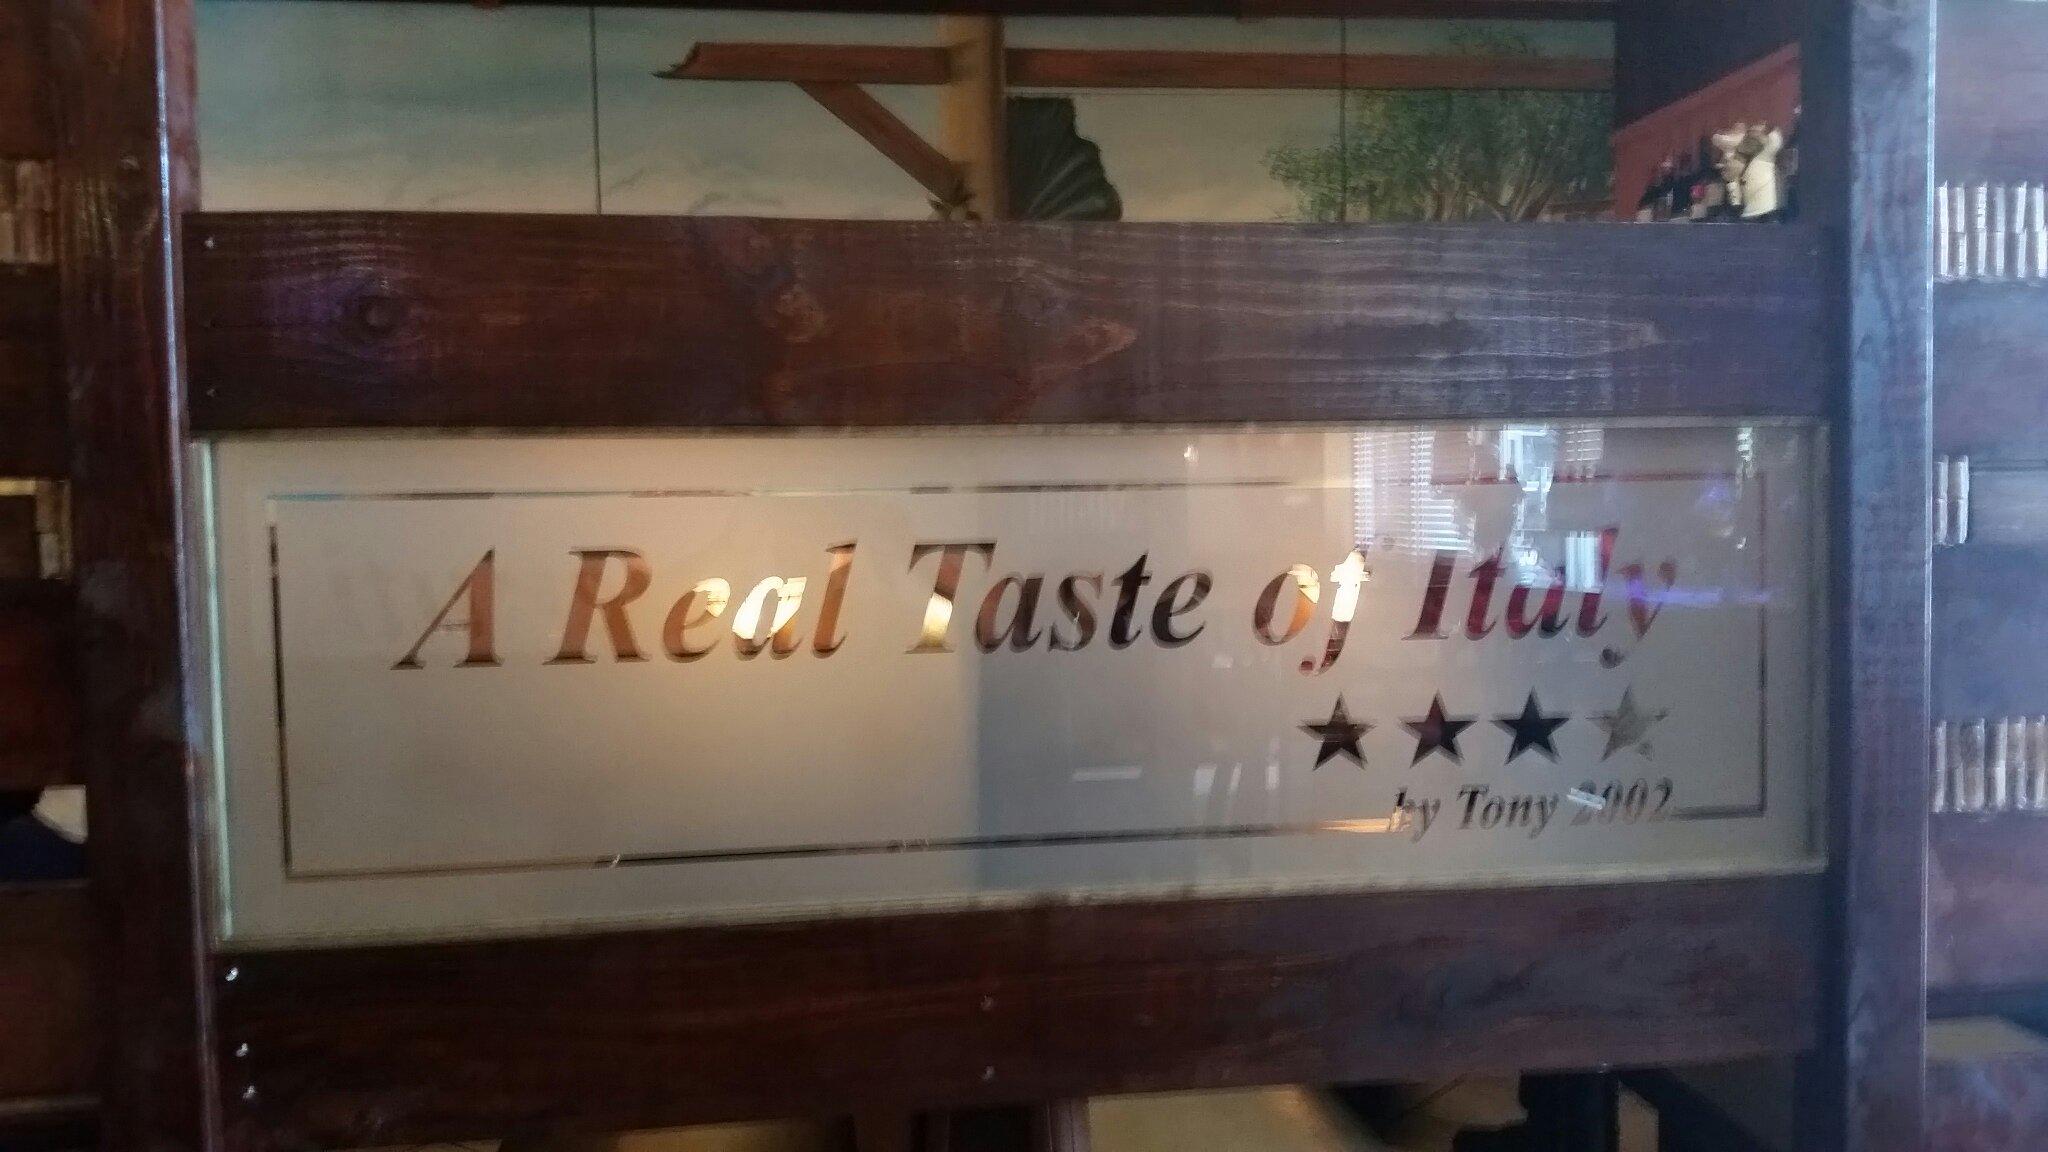 A Real Taste of Italy
★★★★
by Tony 2002